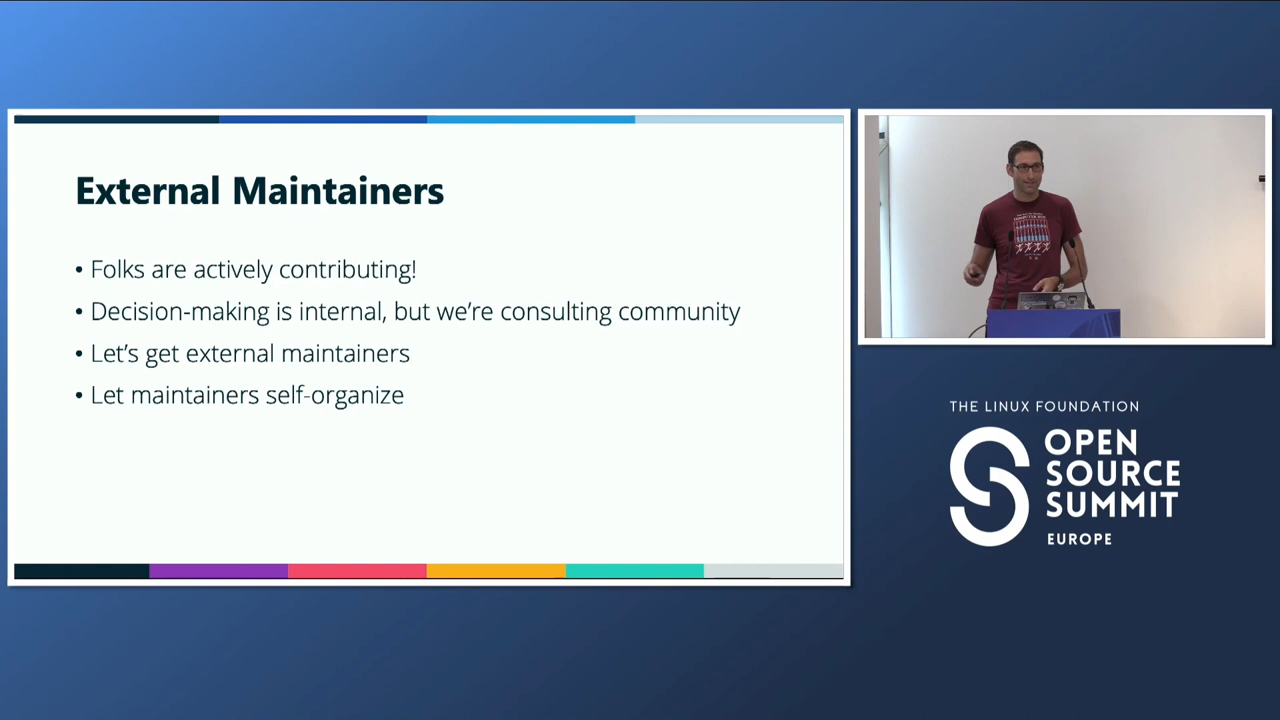 External Maintainers
• Folks are actively contributing!
• Decision-making is internal, but we're consulting community
• Let's get external maintainers
• Let maintainers self-organize
THE LINUX FOUNDATION
OPEN
SOURCE
SUMMIT
EUROPE